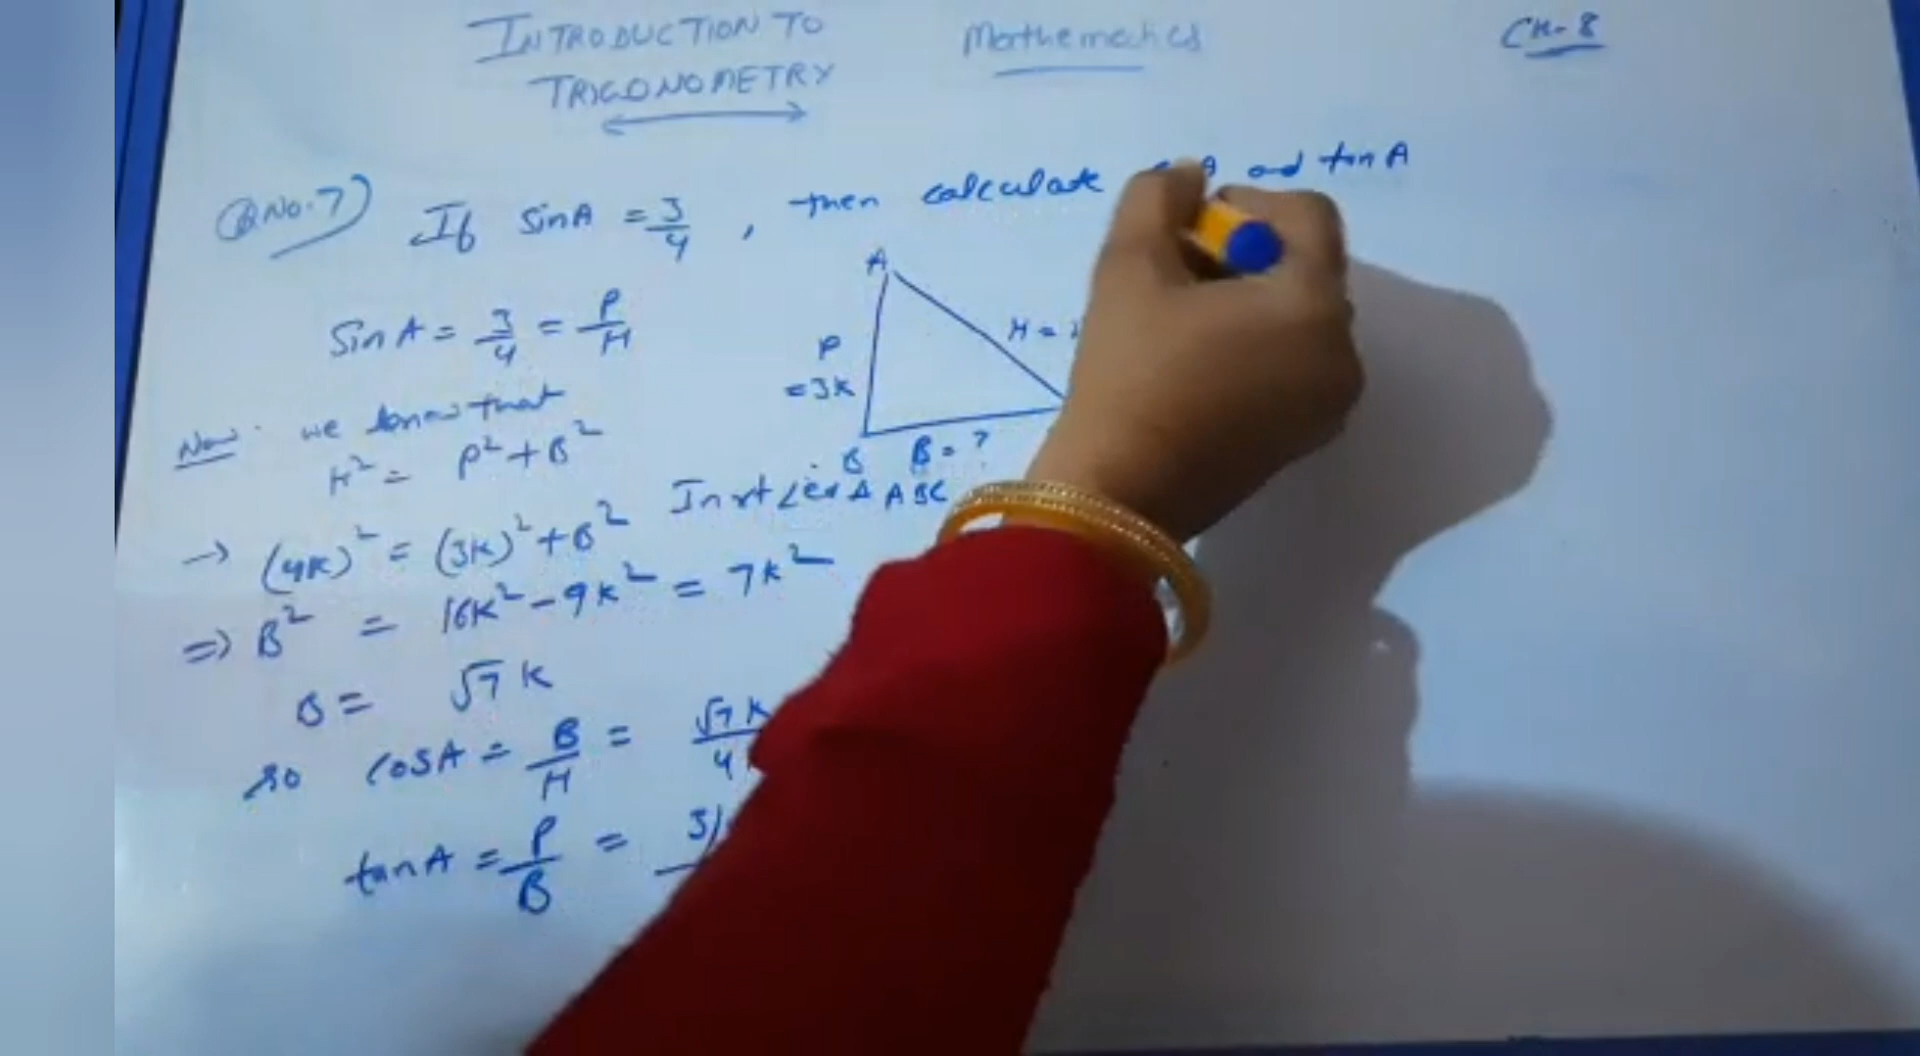 INTRODUCTION TO
TRIGONOMETRY
Mathematics
CH-8
Q No.7) If sinA = 3/4 , then calculate A and tan A
sin A = 3/4 = P/H
Now we know that
H² = P² + B²
→ (4K)² = (3K)² + B²
⇒ B² = 16K² - 9K² = 7K²
B = √7 K
so cosA = B/H = √7 K / 4
tanA = P/B = 3
A
P
= 3K
H =
B B = ?
In rt ∠ed Δ ABC